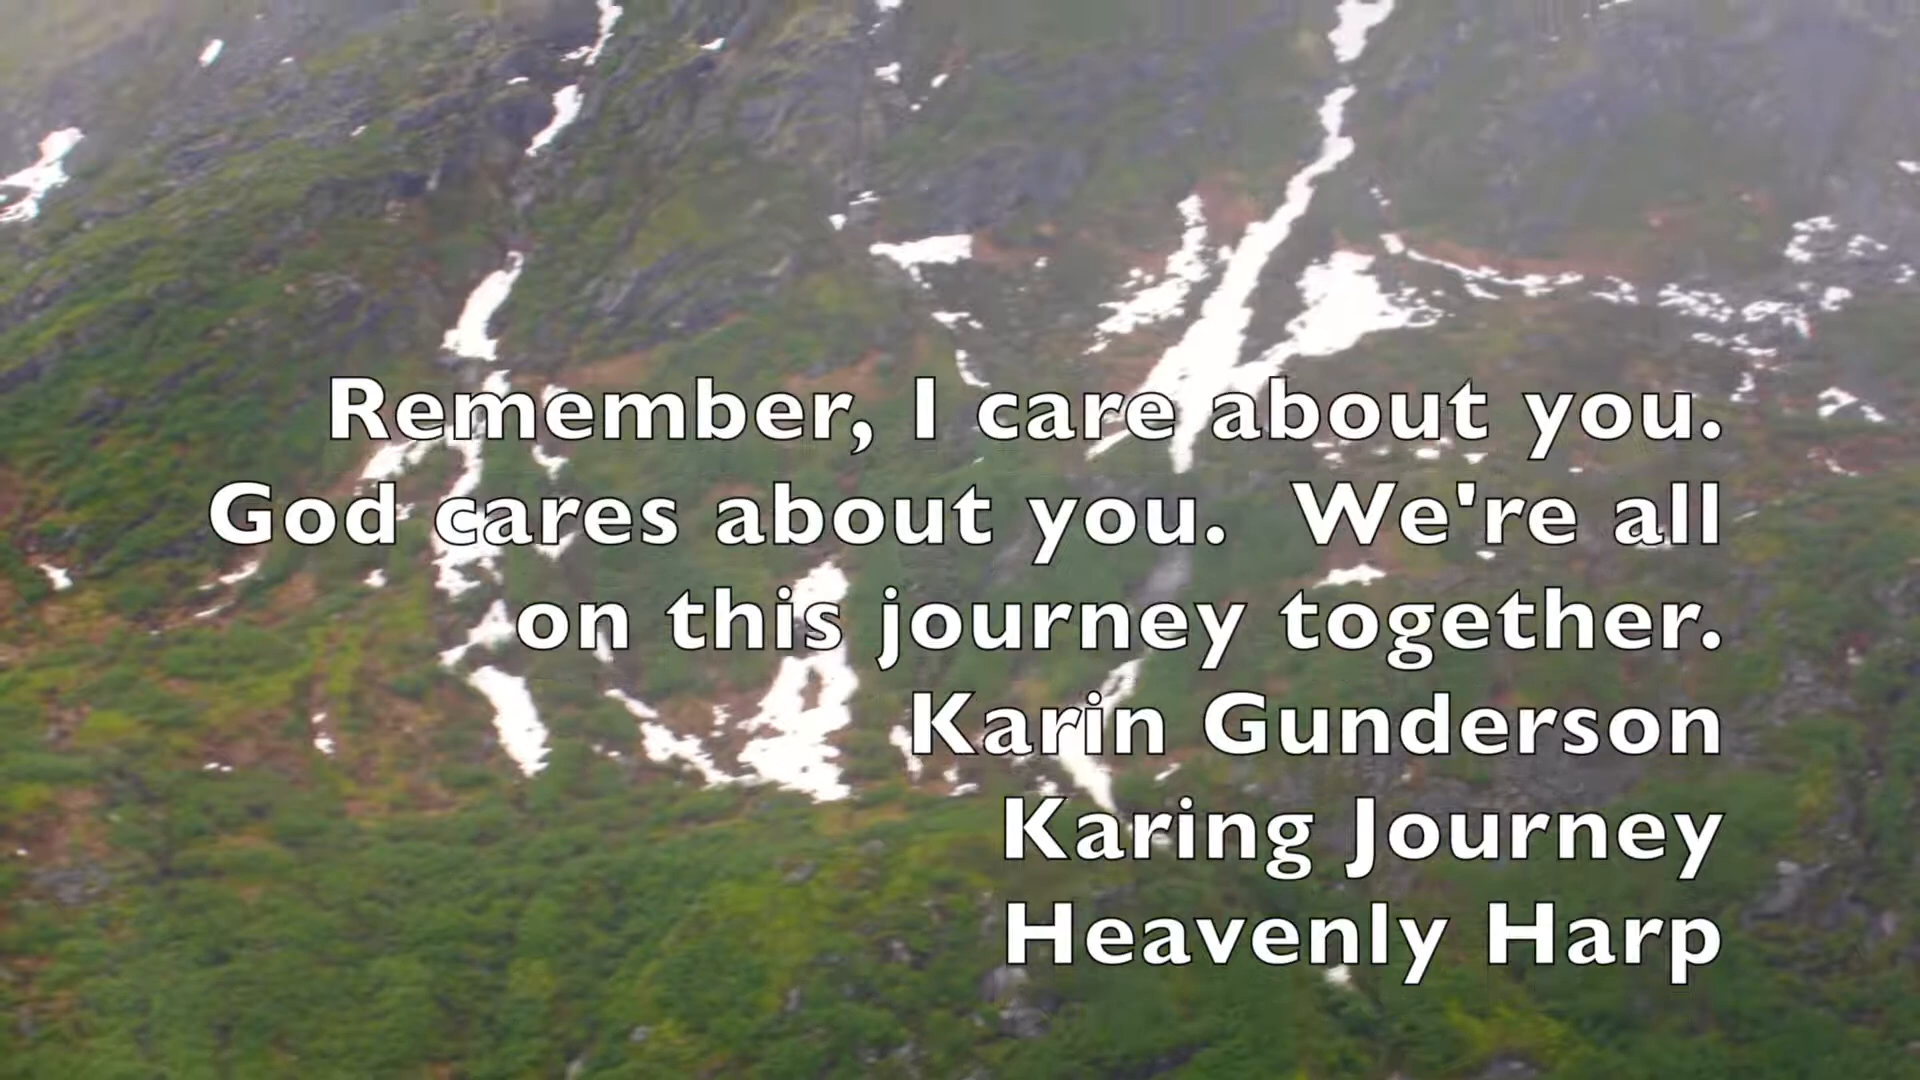 Remember, I care about you.
God cares about you.  We're all
on this journey together.
Karin Gunderson
Karing Journey
Heavenly Harp